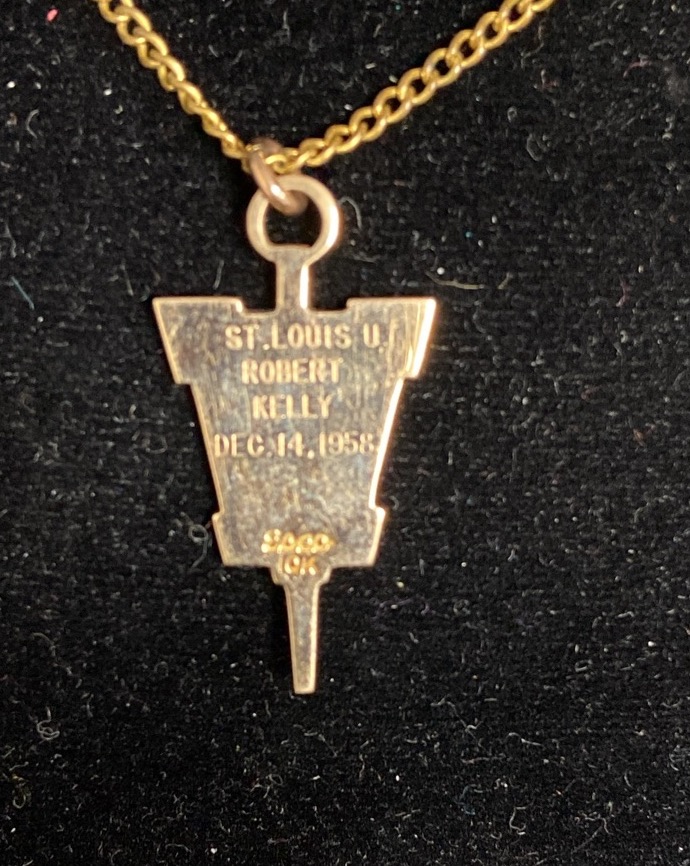 ST.LOUIS U.
ROBERT
KELLY
DEC.14.1958
10K